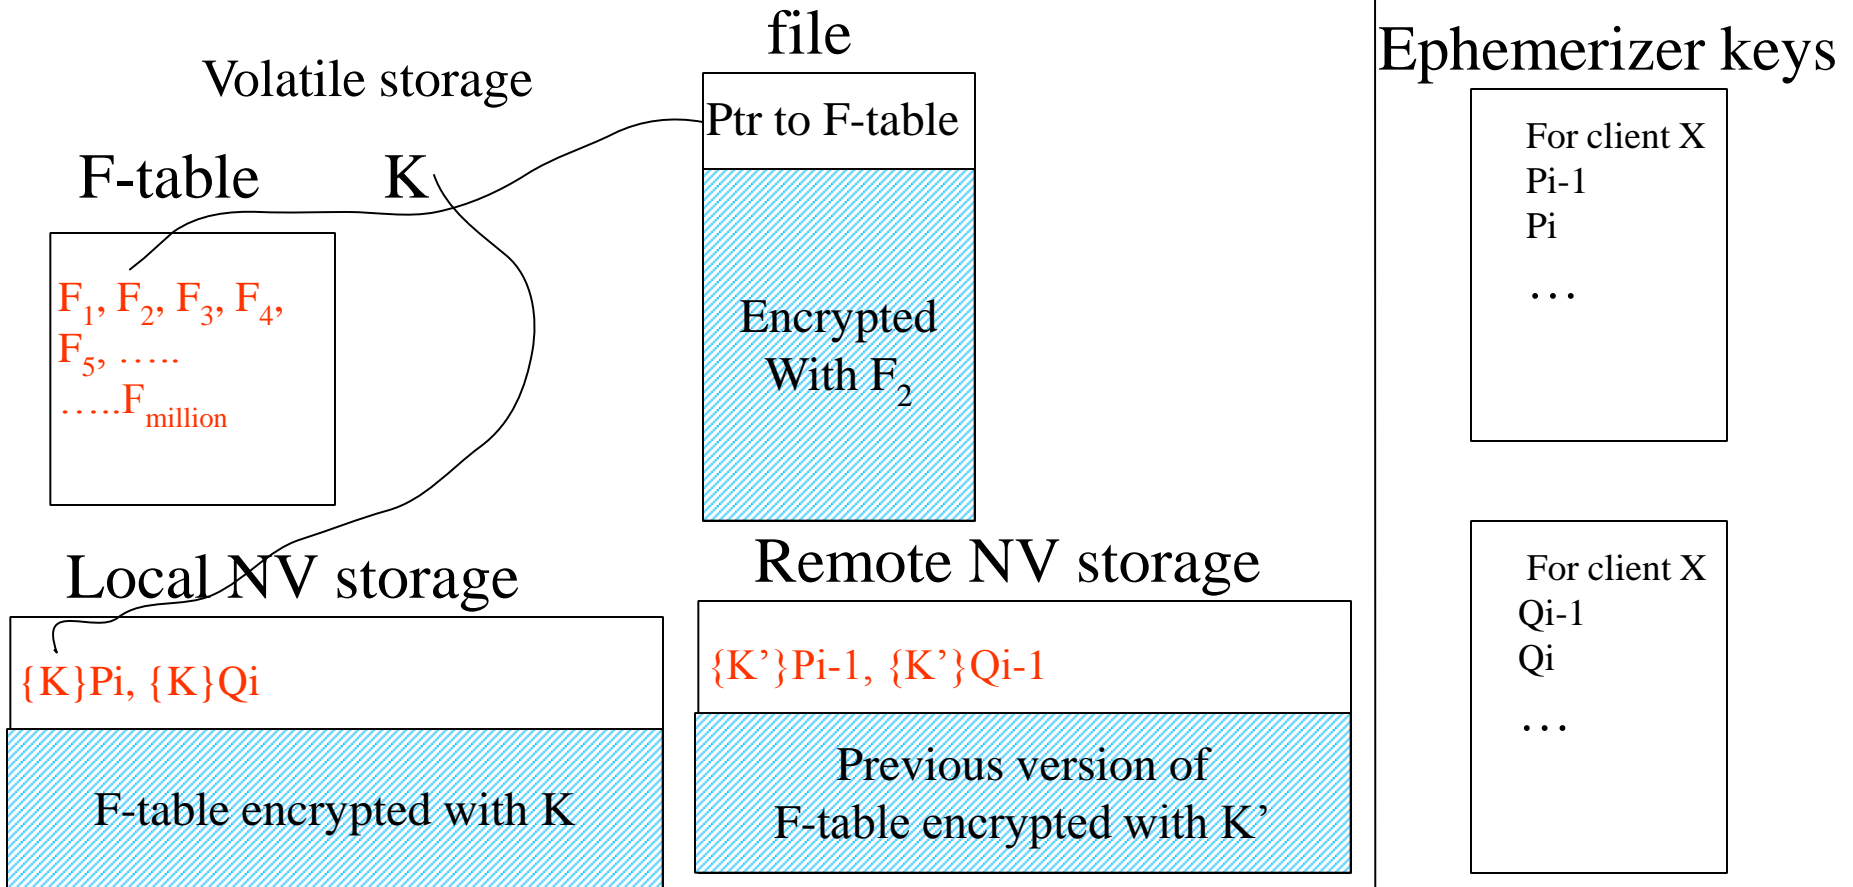 file
Volatile storage
Ptr to F-table
F-table
K
F₁, F₂, F₃, F₄,
F₅, …..
…..F_million
Encrypted
With F₂
Local NV storage
{K}Pi, {K}Qi
F-table encrypted with K
Remote NV storage
{K’}Pi-1, {K’}Qi-1
Previous version of
F-table encrypted with K’
Ephemerizer keys
For client X
Pi-1
Pi
…
For client X
Qi-1
Qi
…